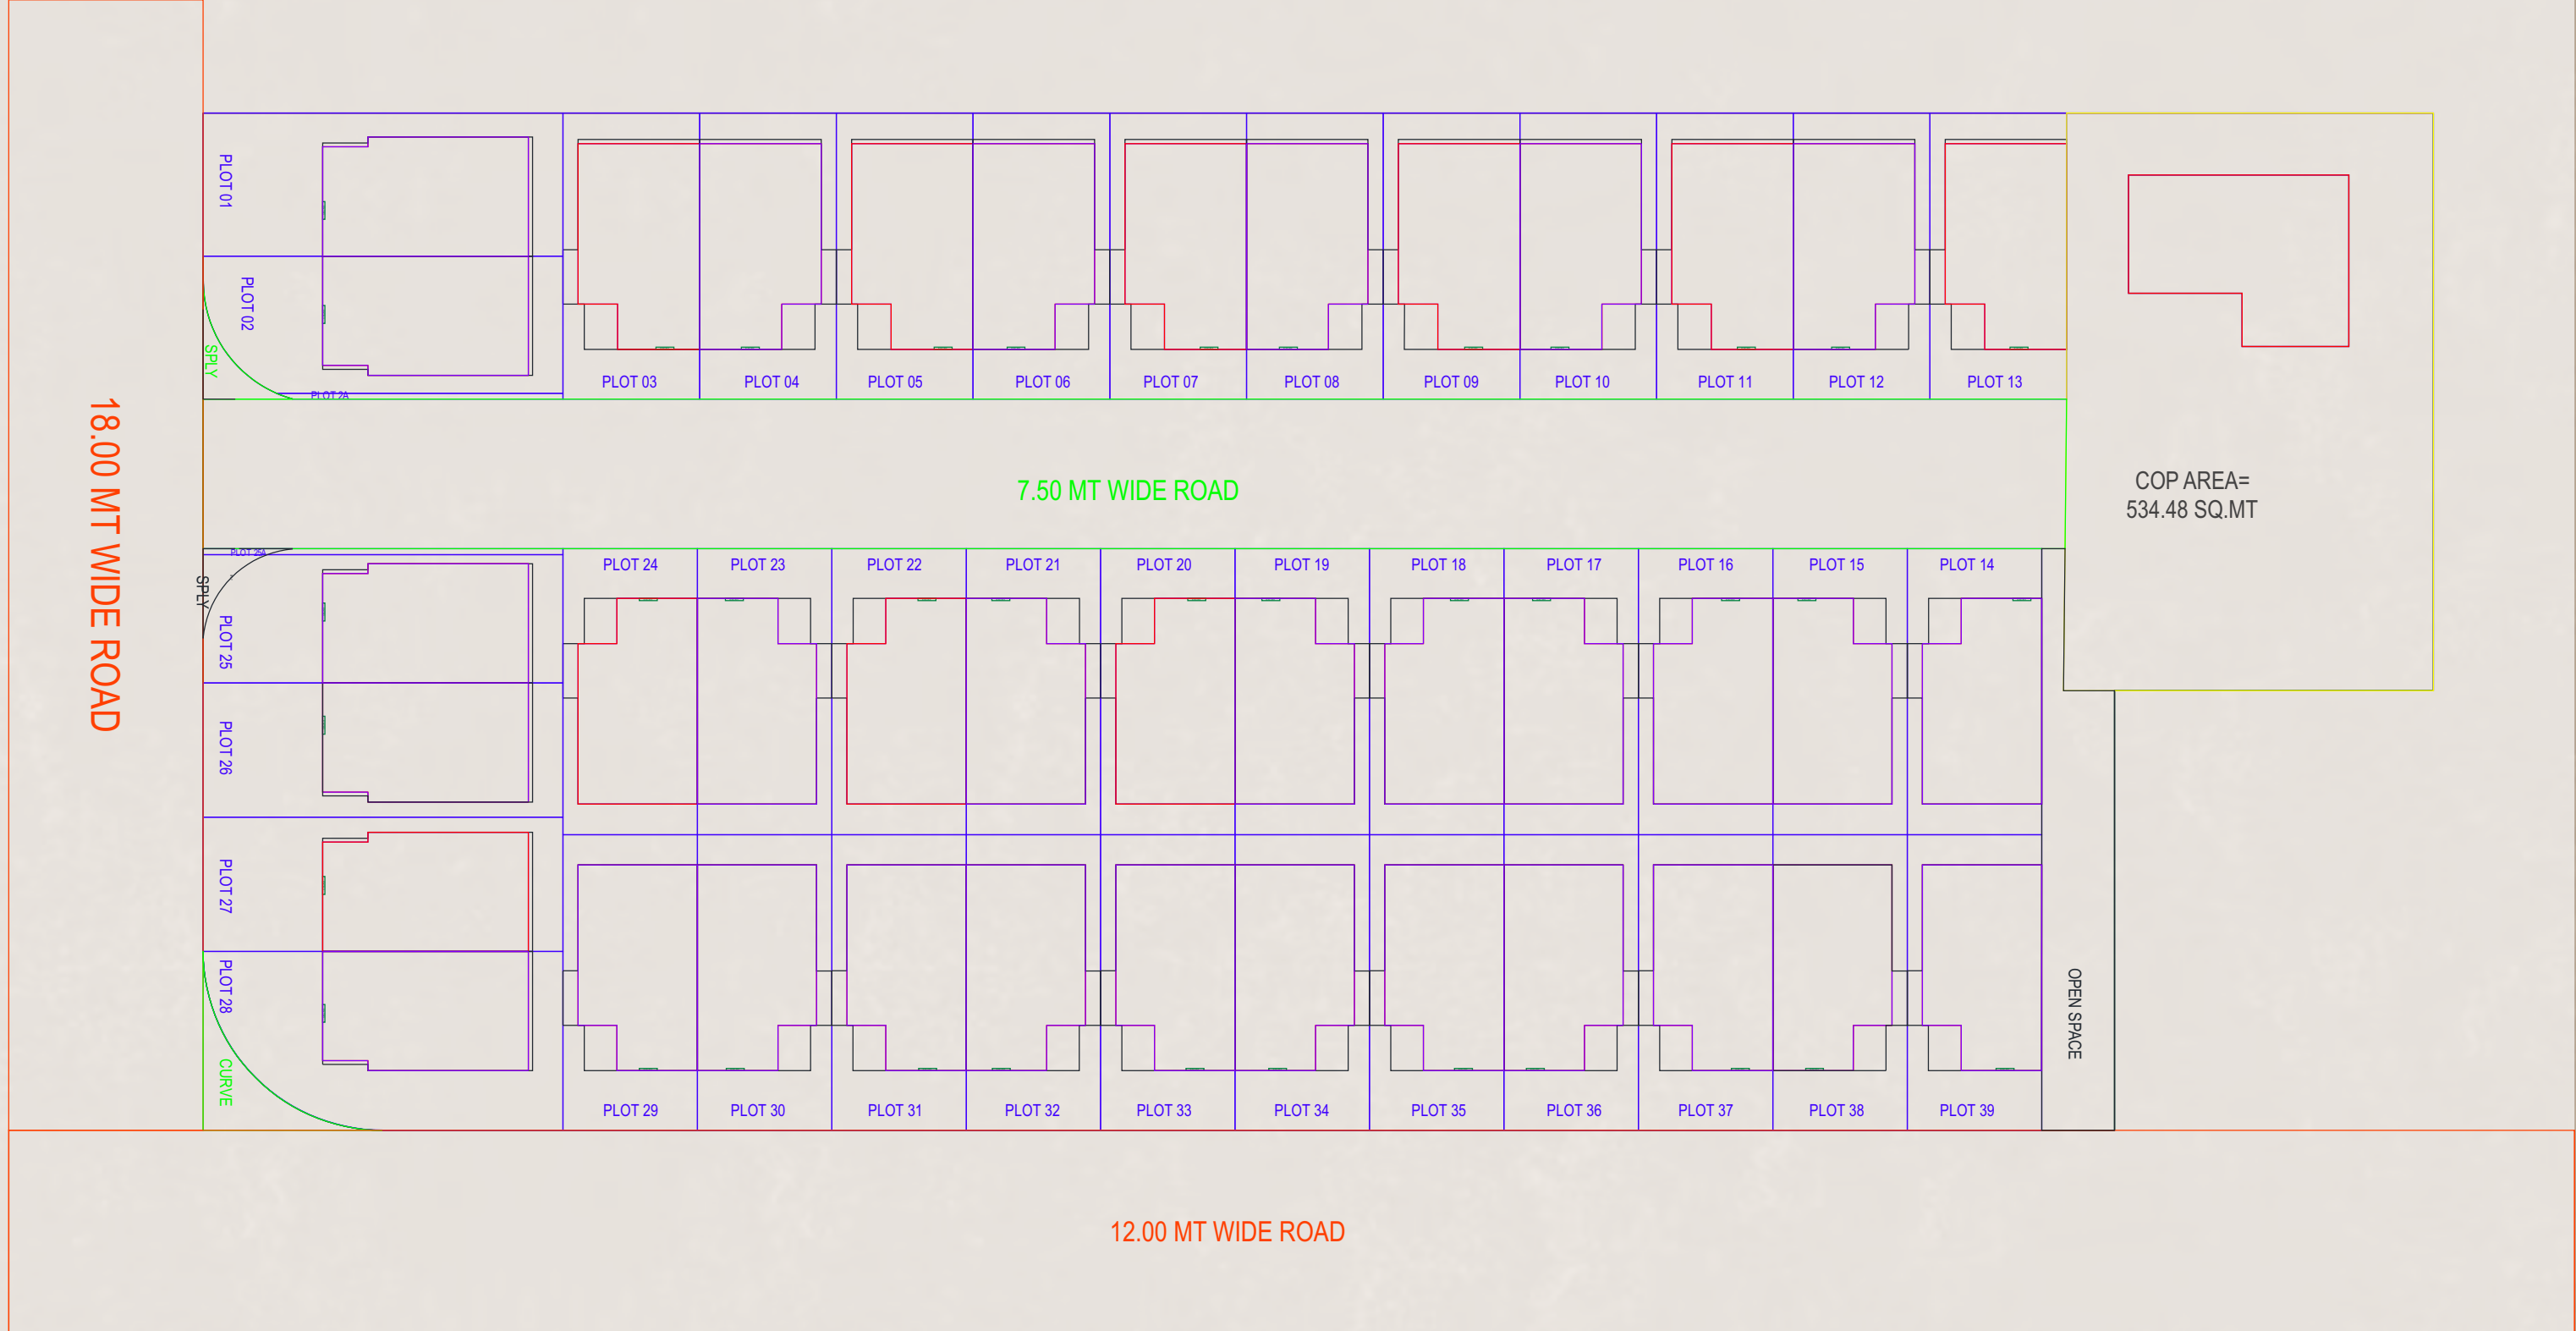 PLOT 01
PLOT 02
SPLY
PLOT 2A
PLOT 03
PLOT 04
PLOT 05
PLOT 06
PLOT 07
PLOT 08
PLOT 09
PLOT 10
PLOT 11
PLOT 12
PLOT 13
18.00 MT WIDE ROAD
7.50 MT WIDE ROAD
COP AREA=
534.48 SQ.MT
PLOT 25A
SPLY
PLOT 25
PLOT 26
PLOT 27
PLOT 28
CURVE
PLOT 24
PLOT 23
PLOT 22
PLOT 21
PLOT 20
PLOT 19
PLOT 18
PLOT 17
PLOT 16
PLOT 15
PLOT 14
OPEN SPACE
PLOT 29
PLOT 30
PLOT 31
PLOT 32
PLOT 33
PLOT 34
PLOT 35
PLOT 36
PLOT 37
PLOT 38
PLOT 39
12.00 MT WIDE ROAD